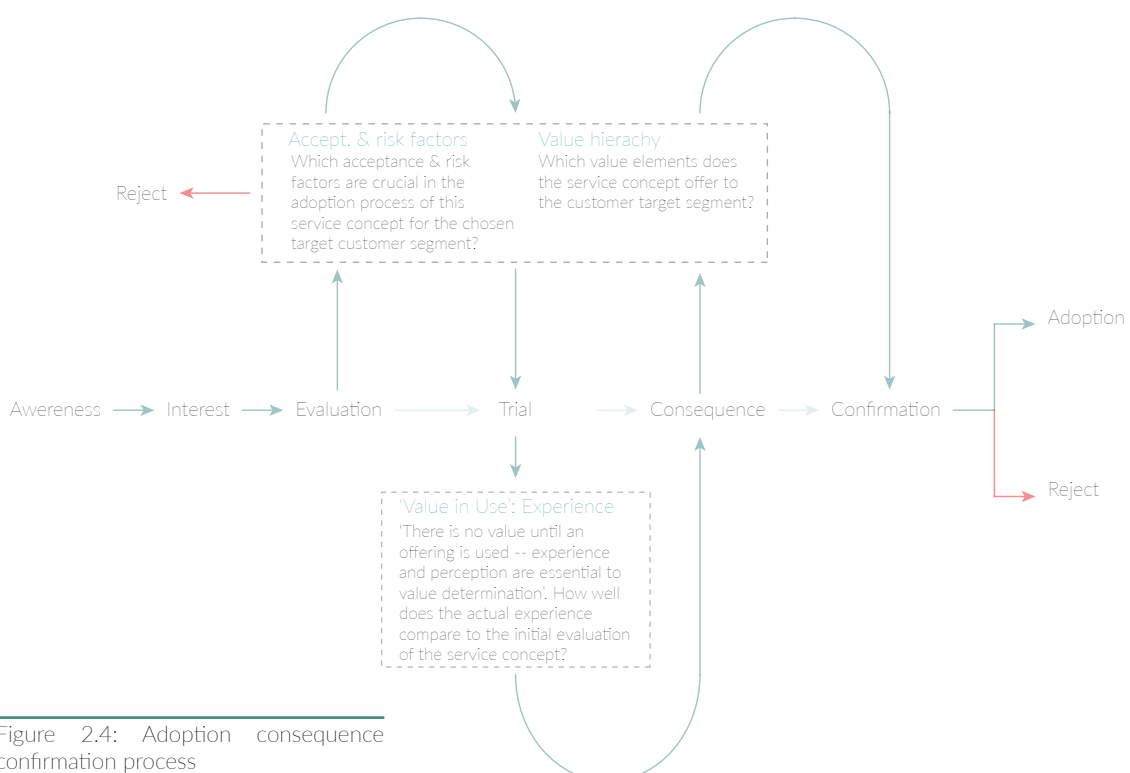 Accept. & risk factors
Which acceptance & risk
factors are crucial in the
adoption process of this
service concept for the chosen
target customer segment?
Value hierachy
Which value elements does
the service concept offer to
the customer target segment?
Reject
Adoption
Awereness
Interest
Evaluation
Trial
Consequence
Confirmation
Reject
'Value in Use': Experience
'There is no value until an
offering is used -- experience
and perception are essential to
value determination'. How well
does the actual experience
compare to the initial evaluation
of the service concept?
Figure 2.4: Adoption consequence
confirmation process